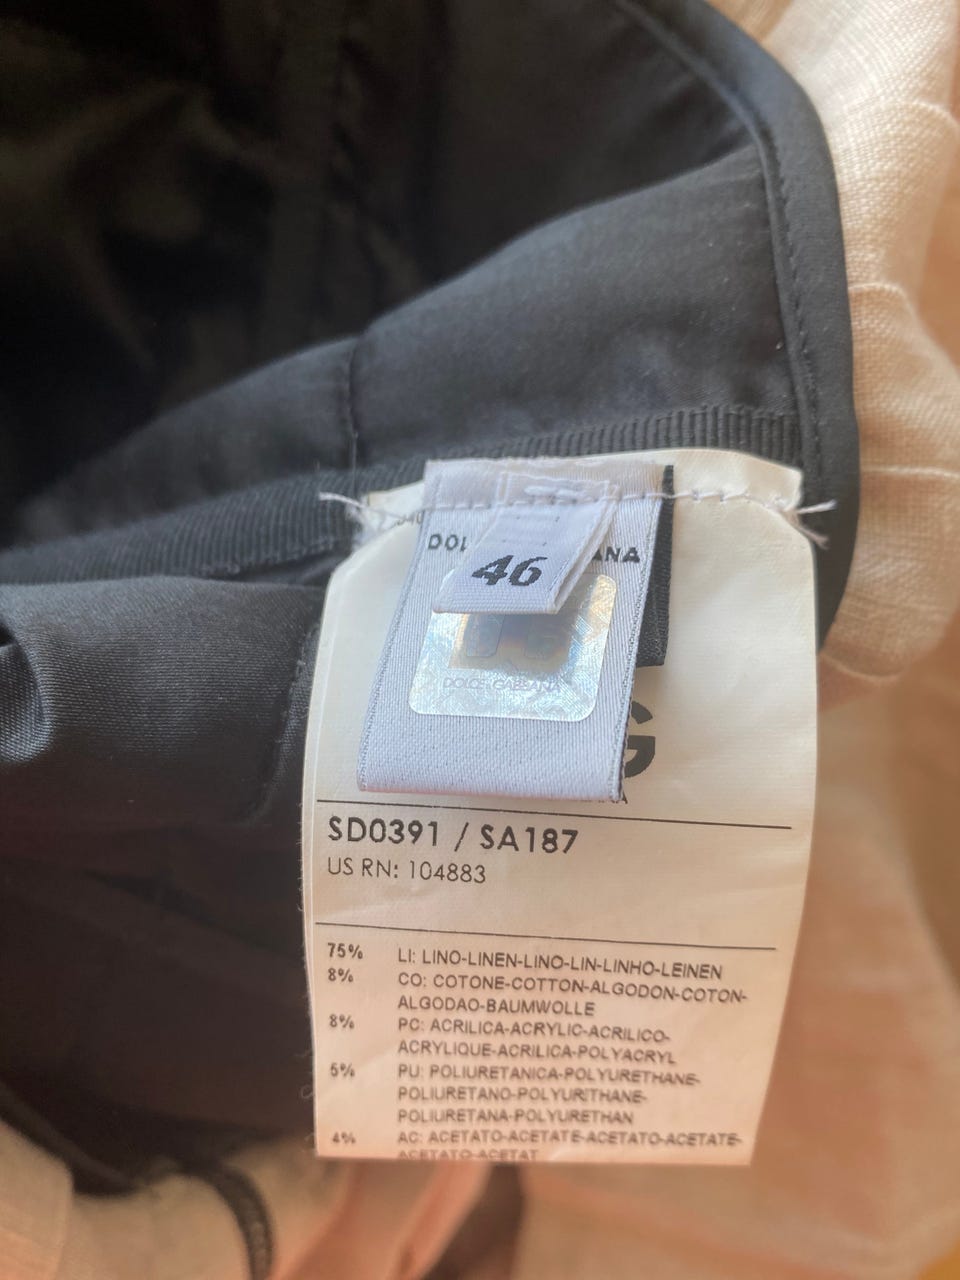 46
DOLCE GABBANA
SD0391 / SA187
US RN: 104883
75% LI: LINO-LINEN-LINO-LIN-LINHO-LEINEN
8% CO: COTONE-COTTON-ALGODON-COTON-
ALGODAO-BAUMWOLLE
8% PC: ACRILICA-ACRYLIC-ACRILICO-
ACRYLIQUE-ACRILICA-POLYACRYL
5% PU: POLIURETANICA-POLYURETHANE-
POLIURETANO-POLYURITHANE-
POLIURETANA-POLYURETHAN
4% AC: ACETATO-ACETATE-ACETATO-ACETATE-
ACETATO-ACETAT